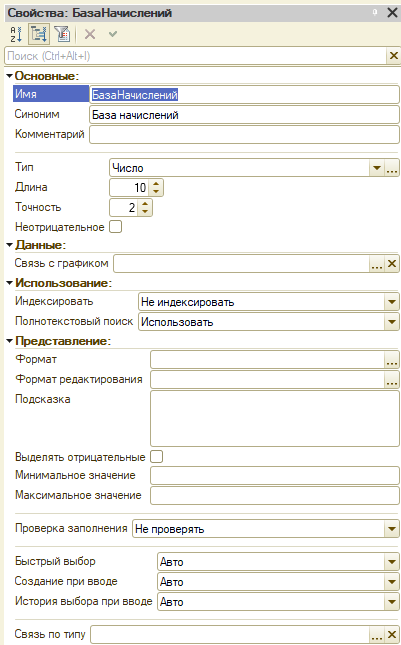 Свойства: БазаНачислений
Поиск (Ctrl+Alt+I)
Основные:
Имя БазаНачислений
Синоним База начислений
Комментарий
Тип Число
Длина 10
Точность 2
Неотрицательное
Данные:
Связь с графиком
Использование:
Индексировать Не индексировать
Полнотекстовый поиск Использовать
Представление:
Формат
Формат редактирования
Подсказка
Выделять отрицательные
Минимальное значение
Максимальное значение
Проверка заполнения Не проверять
Быстрый выбор Авто
Создание при вводе Авто
История выбора при вводе Авто
Связь по типу